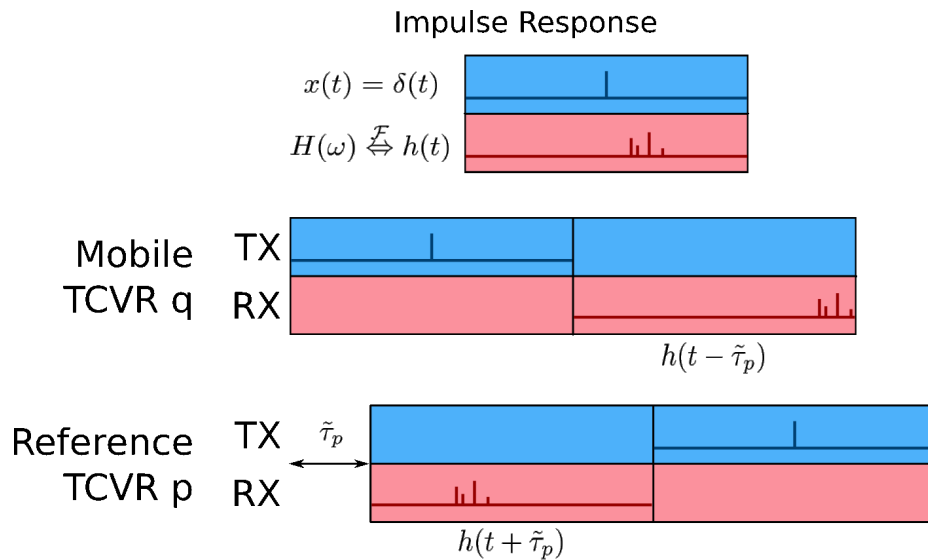 Impulse Response
x(t) = δ(t)
H(ω) ⇔ℱ h(t)
Mobile TX
TCVR q RX
h(t − τ̃ₚ)
Reference TX τ̃ₚ
TCVR p RX
h(t + τ̃ₚ)